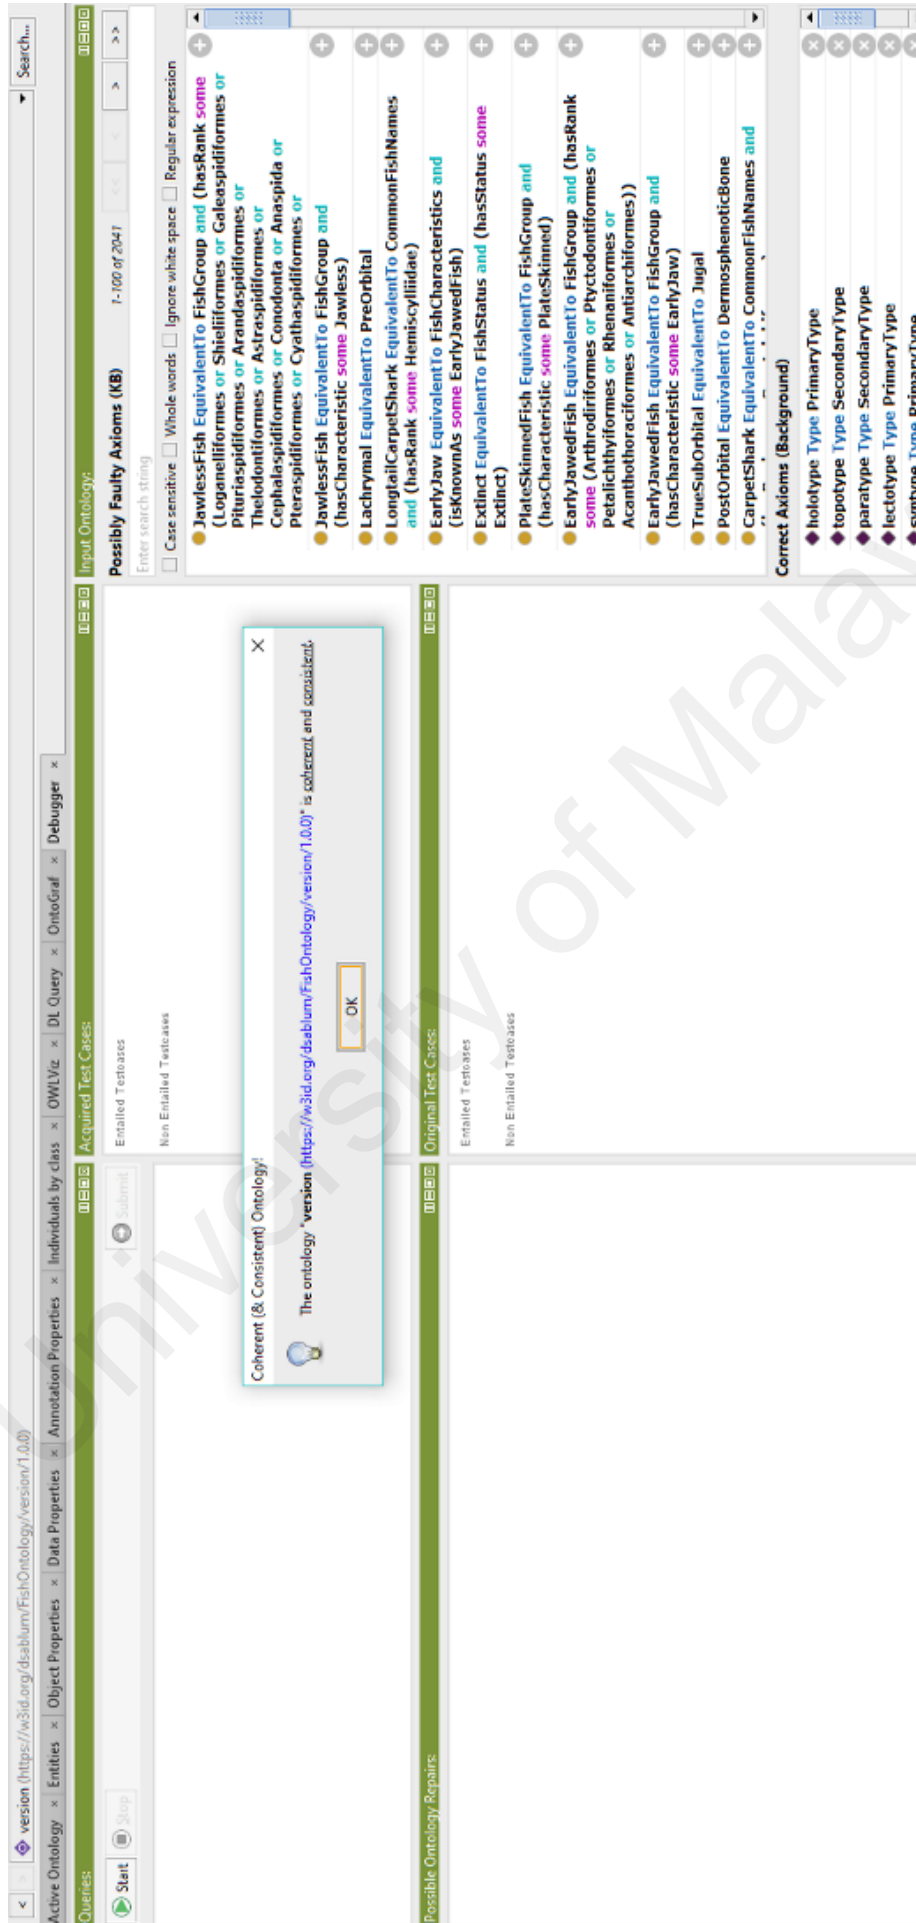 version (https://w3id.org/dsablum/FishOntology/version/1.0.0)
Search...
Active Ontology × Entities × Object Properties × Data Properties × Annotation Properties × Individuals by class × OWLViz × DL Query × OntoGraf × Debugger ×
Queries:
Start Stop
Submit
Possible Ontology Repairs:
Acquired Test Cases:
Entailed Testcases
Non Entailed Testcases
Original Test Cases:
Entailed Testcases
Non Entailed Testcases
Coherent (& Consistent) Ontology!
The ontology "version (https://w3id.org/dsablum/FishOntology/version/1.0.0)" is coherent and consistent.
OK
Input Ontology:
Possibly Faulty Axioms (KB) 1-100 of 2041 << < > >>
Enter search string
Case sensitive Whole words Ignore white space Regular expression
JawlessFish EquivalentTo FishGroup and (hasRank some
(Loganelliiformes or Shieliiformes or Galeaspidiformes or
Pituriaspidiformes or Arandaspidiformes or
Thelodontiformes or Astraspidiformes or
Cephalaspidiformes or Conodonta or Anaspida or
Pteraspidiformes or Cyathaspidiformes or
JawlessFish EquivalentTo FishGroup and
(hasCharacteristic some Jawless)
Lachrymal EquivalentTo PreOrbital
LongtailCarpetShark EquivalentTo CommonFishNames
and (hasRank some Hemiscylliidae)
EarlyJaw EquivalentTo FishCharacteristics and
(isKnownAs some EarlyJawedFish)
Extinct EquivalentTo FishStatus and (hasStatus some
Extinct)
PlateSkinnedFish EquivalentTo FishGroup and
(hasCharacteristic some PlateSkinned)
EarlyJawedFish EquivalentTo FishGroup and (hasRank
some (Arthrodiriformes or Ptyctodontiformes or
Petalichthyiformes or Rhenaniformes or
Acanthothoraciformes or Antiarchiformes))
EarlyJawedFish EquivalentTo FishGroup and
(hasCharacteristic some EarlyJaw)
TrueSubOrbital EquivalentTo Jugal
PostOrbital EquivalentTo DermosphenoticBone
CarpetShark EquivalentTo CommonFishNames and
Correct Axioms (Background)
holotype Type PrimaryType
topotype Type SecondaryType
paratype Type SecondaryType
lectotype Type PrimaryType
syntype Type PrimaryType
University of Malay